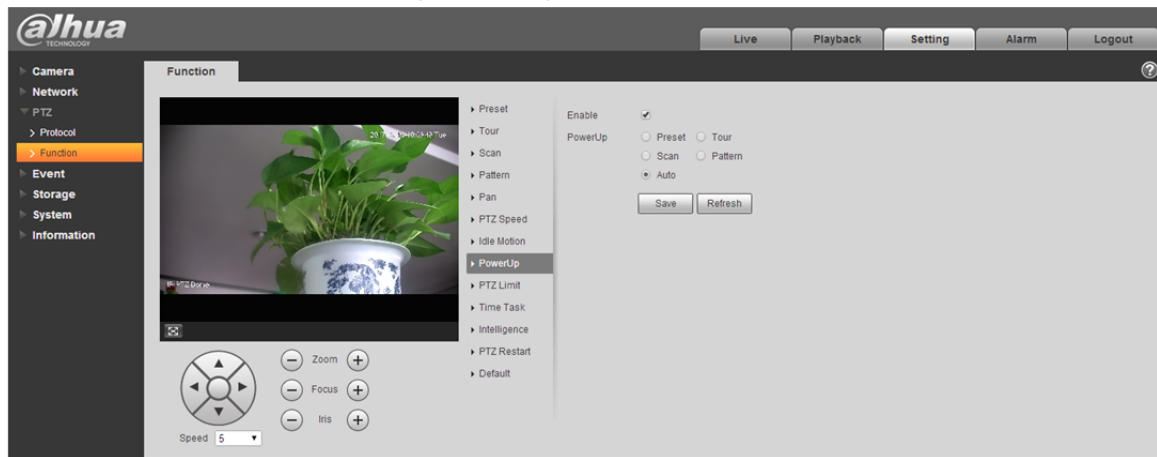 alhua
TECHNOLOGY
Live Playback Setting Alarm Logout
Camera
Network
PTZ
Protocol
Function
Event
Storage
System
Information
Function
?
Preset
Tour
Scan
Pattern
Pan
PTZ Speed
Idle Motion
PowerUp
PTZ Limit
Time Task
Intelligence
PTZ Restart
Default
Enable
PowerUp Preset Tour
Scan Pattern
Auto
Save Refresh
Tue
PTZ
Zoom
Focus
Iris
Speed 5